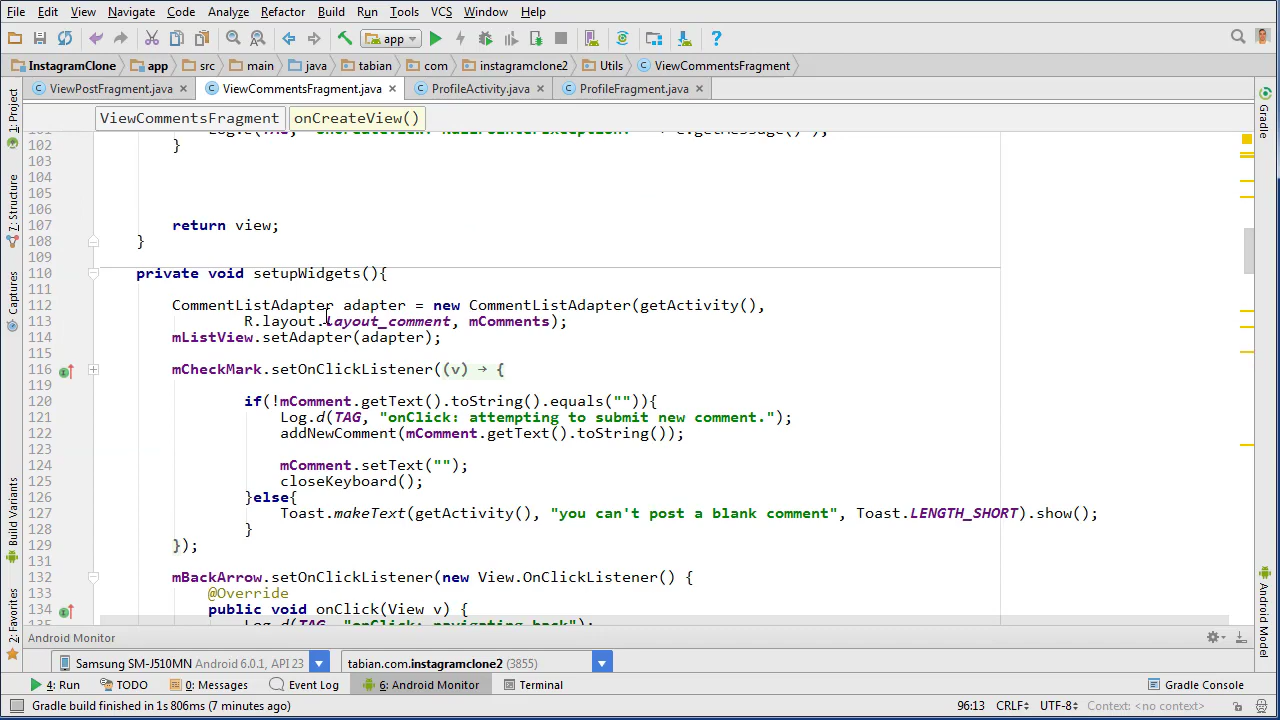 File Edit View Navigate Code Analyze Refactor Build Run Tools VCS Window Help
app
InstagramClone app src main java tabian com instagramclone2 Utils ViewCommentsFragment
ViewPostFragment.java ViewCommentsFragment.java ProfileActivity.java ProfileFragment.java
ViewCommentsFragment onCreateView()
102 }
103
104
105
106
107 return view;
108 }
109
110 private void setupWidgets(){
111
112 CommentListAdapter adapter = new CommentListAdapter(getActivity(),
113 R.layout.layout_comment, mComments);
114 mListView.setAdapter(adapter);
115
116 mCheckMark.setOnClickListener((v) → {
119
120 if(!mComment.getText().toString().equals("")){
121 Log.d(TAG, "onClick: attempting to submit new comment.");
122 addNewComment(mComment.getText().toString());
123
124 mComment.setText("");
125 closeKeyboard();
126 }else{
127 Toast.makeText(getActivity(), "you can't post a blank comment", Toast.LENGTH_SHORT).show();
128 }
129 });
131
132 mBackArrow.setOnClickListener(new View.OnClickListener() {
133 @Override
134 public void onClick(View v) {
135 Log.d(TAG, "onClick: navigating back");
1: Project
7: Structure
Captures
Build Variants
2: Favorites
Gradle
Android Model
Android Monitor
Samsung SM-J510MN Android 6.0.1, API 23 tabian.com.instagramclone2 (3855)
4: Run TODO 0: Messages Event Log 6: Android Monitor Terminal Gradle Console
Gradle build finished in 1s 806ms (7 minutes ago) 96:13 CRLF UTF-8 Context: <no context>